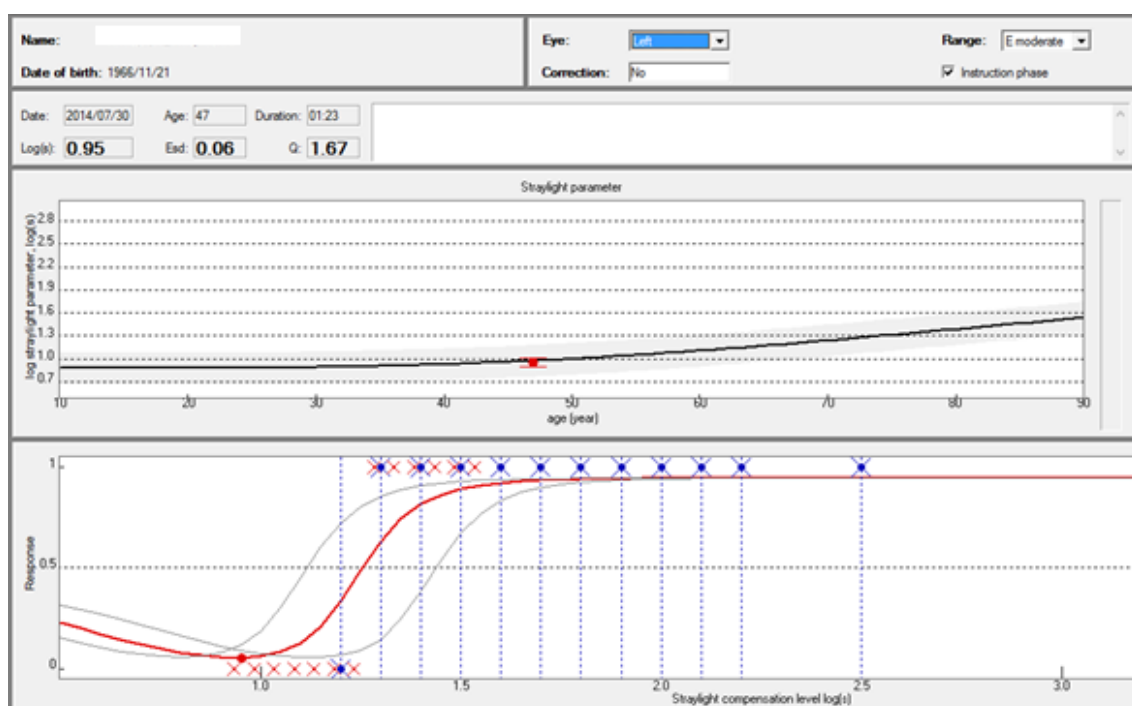 Name: Eye: Left Range: E moderate
Date of birth: 1966/11/21 Correction: No Instruction phase
Date: 2014/07/30 Age: 47 Duration: 01:23
Log(s): 0.95 Esd: 0.06 Q: 1.67
Straylight parameter
log straylight parameter, log(s)
2.8
2.5
2.2
1.9
1.6
1.3
1.0
0.7
10 20 30 40 50 60 70 80 90
age (year)
Response
1
0.5
0
1.0 1.5 2.0 2.5 3.0
Straylight compensation level log(s)